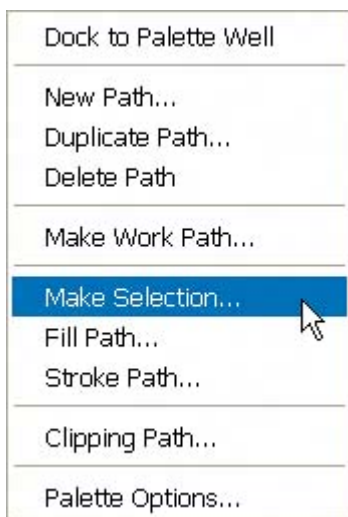 Dock to Palette Well
New Path...
Duplicate Path...
Delete Path
Make Work Path...
Make Selection...
Fill Path...
Stroke Path...
Clipping Path...
Palette Options...